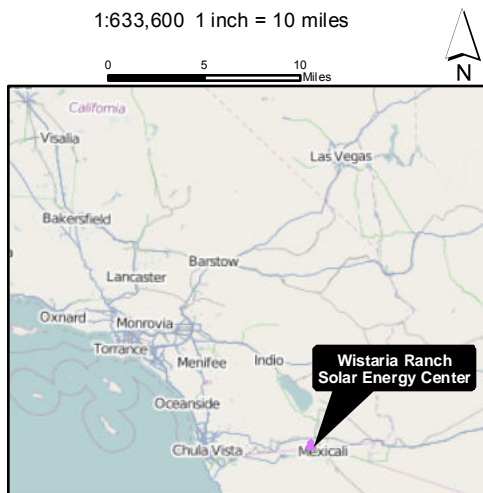 1:633,600 1 inch = 10 miles
0 5 10
Miles
N
California
Visalia
Las Vegas
Bakersfield
Barstow
Lancaster
Oxnard
Monrovia
Torrance
Menifee
Indio
Wistaria Ranch
Solar Energy Center
Oceanside
Chula Vista
Mexicali